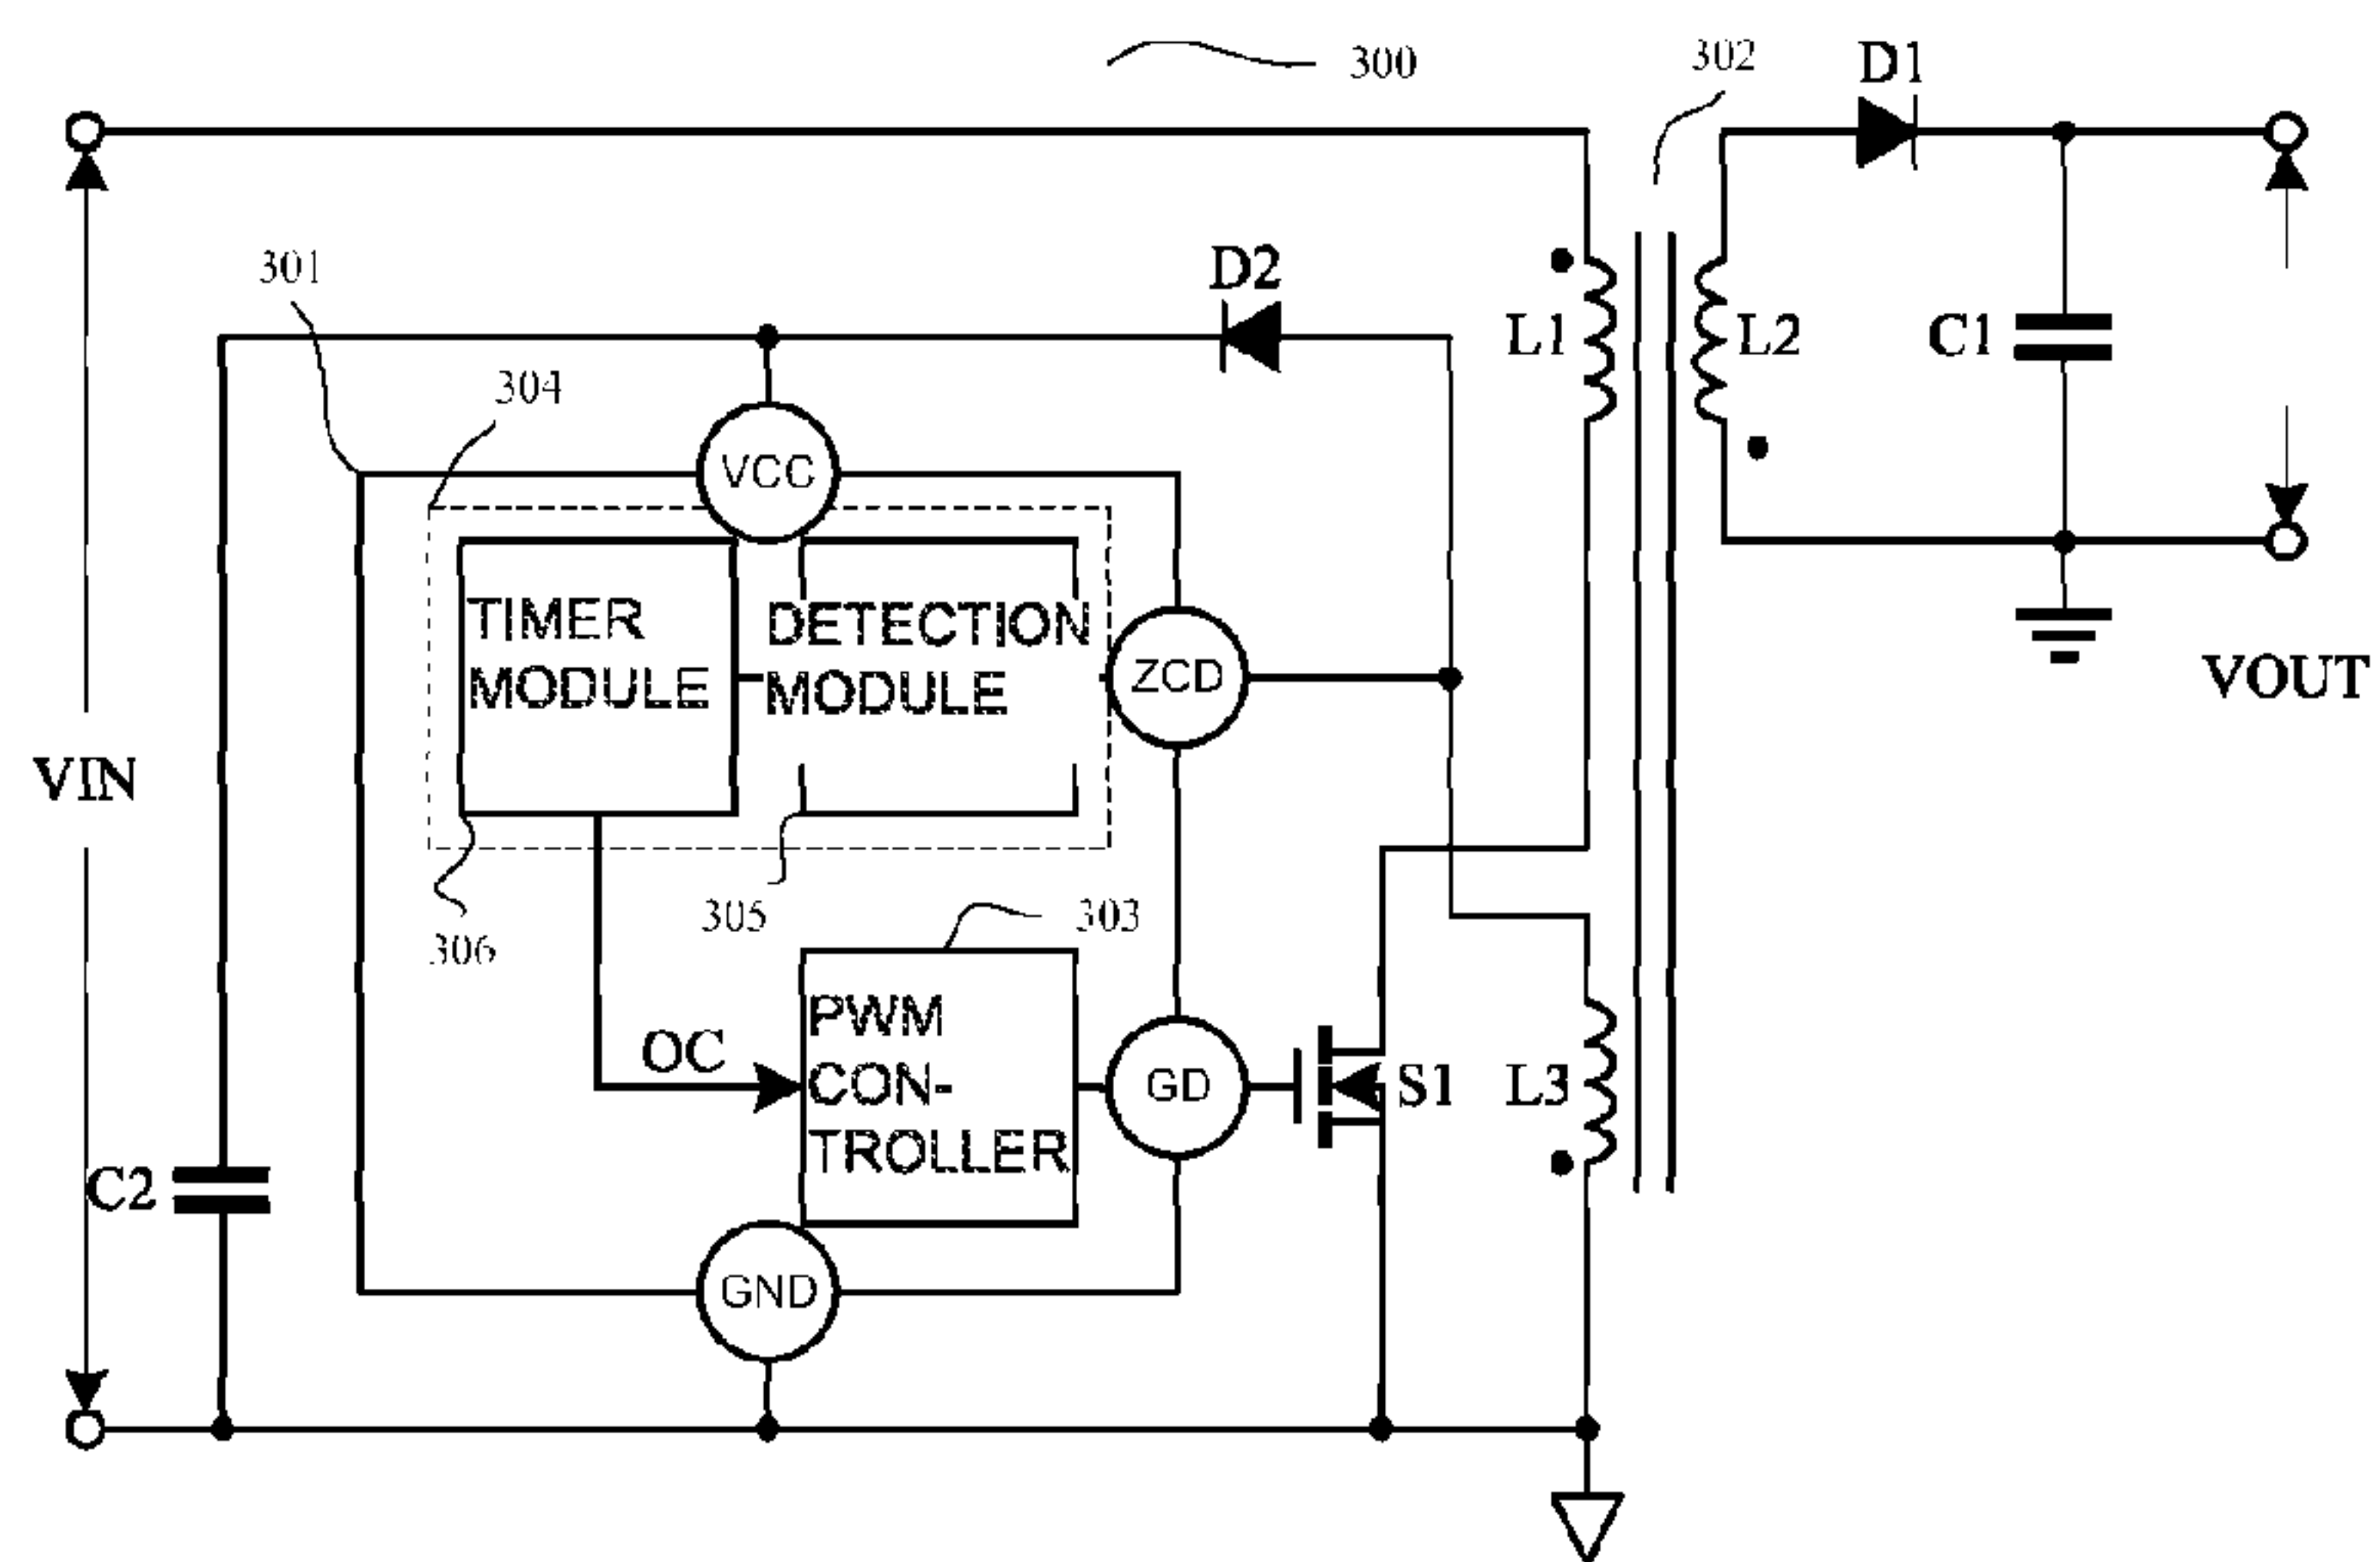 300
302
D1
301
D2
304
L1
L2
C1
VCC
TIMER
MODULE
DETECTION
MODULE
ZCD
VOUT
VIN
305
303
306
PWM
CON-
TROLLER
OC
GD
S1
L3
C2
GND